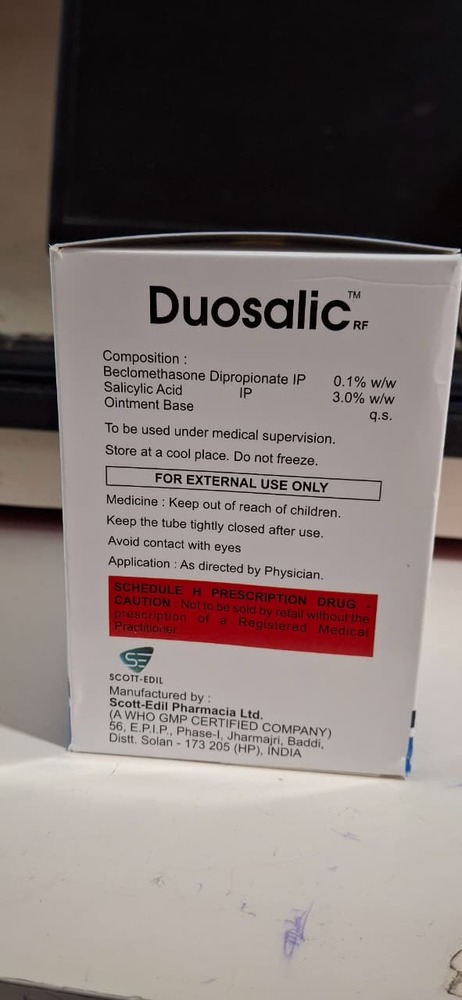 Duosalic™ RF
Composition :
Beclomethasone Dipropionate IP 0.1% w/w
Salicylic Acid IP 3.0% w/w
Ointment Base q.s.
To be used under medical supervision.
Store at a cool place. Do not freeze.
FOR EXTERNAL USE ONLY
Medicine : Keep out of reach of children.
Keep the tube tightly closed after use.
Avoid contact with eyes
Application : As directed by Physician.
SCHEDULE H PRESCRIPTION DRUG -
CAUTION : Not to be sold by retail without the
prescription of a Registered Medical
Practitioner.
SE
SCOTT-EDIL
Manufactured by :
Scott-Edil Pharmacia Ltd.
(A WHO GMP CERTIFIED COMPANY)
56, E.P.I.P., Phase-I, Jharmajri, Baddi,
Distt. Solan - 173 205 (HP), INDIA